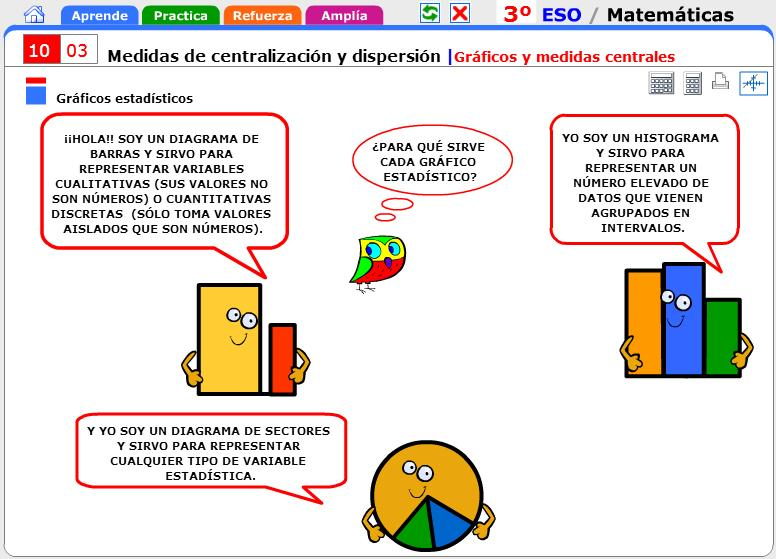 Aprende Practica Refuerza Amplía 3º ESO / Matemáticas
10 03 Medidas de centralización y dispersión |Gráficos y medidas centrales
Gráficos estadísticos
¡¡HOLA!! SOY UN DIAGRAMA DE
BARRAS Y SIRVO PARA
REPRESENTAR VARIABLES
CUALITATIVAS (SUS VALORES NO
SON NÚMEROS) O CUANTITATIVAS
DISCRETAS (SÓLO TOMA VALORES
AISLADOS QUE SON NÚMEROS).
¿PARA QUÉ SIRVE
CADA GRÁFICO
ESTADÍSTICO?
YO SOY UN HISTOGRAMA
Y SIRVO PARA
REPRESENTAR UN
NÚMERO ELEVADO DE
DATOS QUE VIENEN
AGRUPADOS EN
INTERVALOS.
Y YO SOY UN DIAGRAMA DE SECTORES
Y SIRVO PARA REPRESENTAR
CUALQUIER TIPO DE VARIABLE
ESTADÍSTICA.